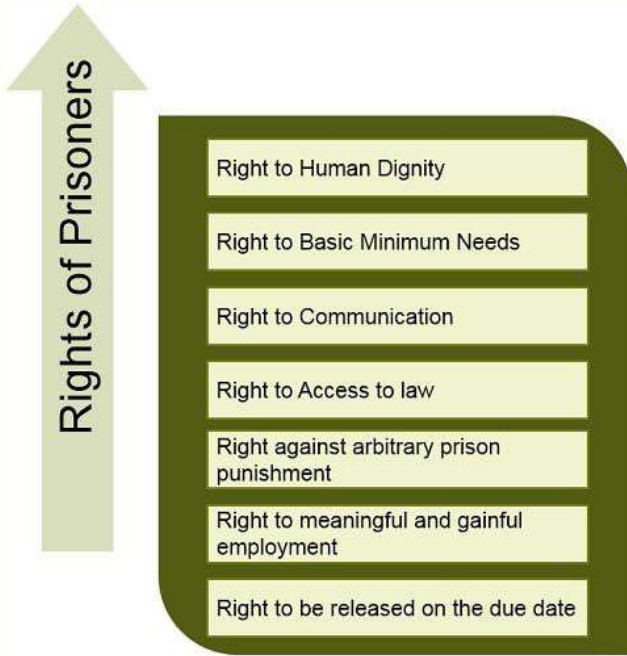 Rights of Prisoners
Right to Human Dignity
Right to Basic Minimum Needs
Right to Communication
Right to Access to law
Right against arbitrary prison
punishment
Right to meaningful and gainful
employment
Right to be released on the due date